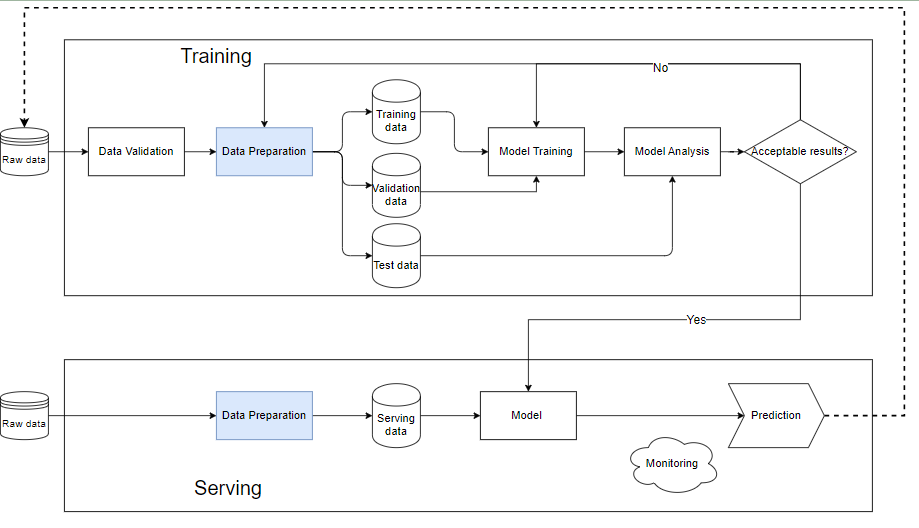 Training
No
Training
data
Raw data
Data Validation
Data Preparation
Model Training
Model Analysis
Acceptable results?
Validation
data
Test data
Yes
Raw data
Data Preparation
Serving
data
Model
Prediction
Monitoring
Serving